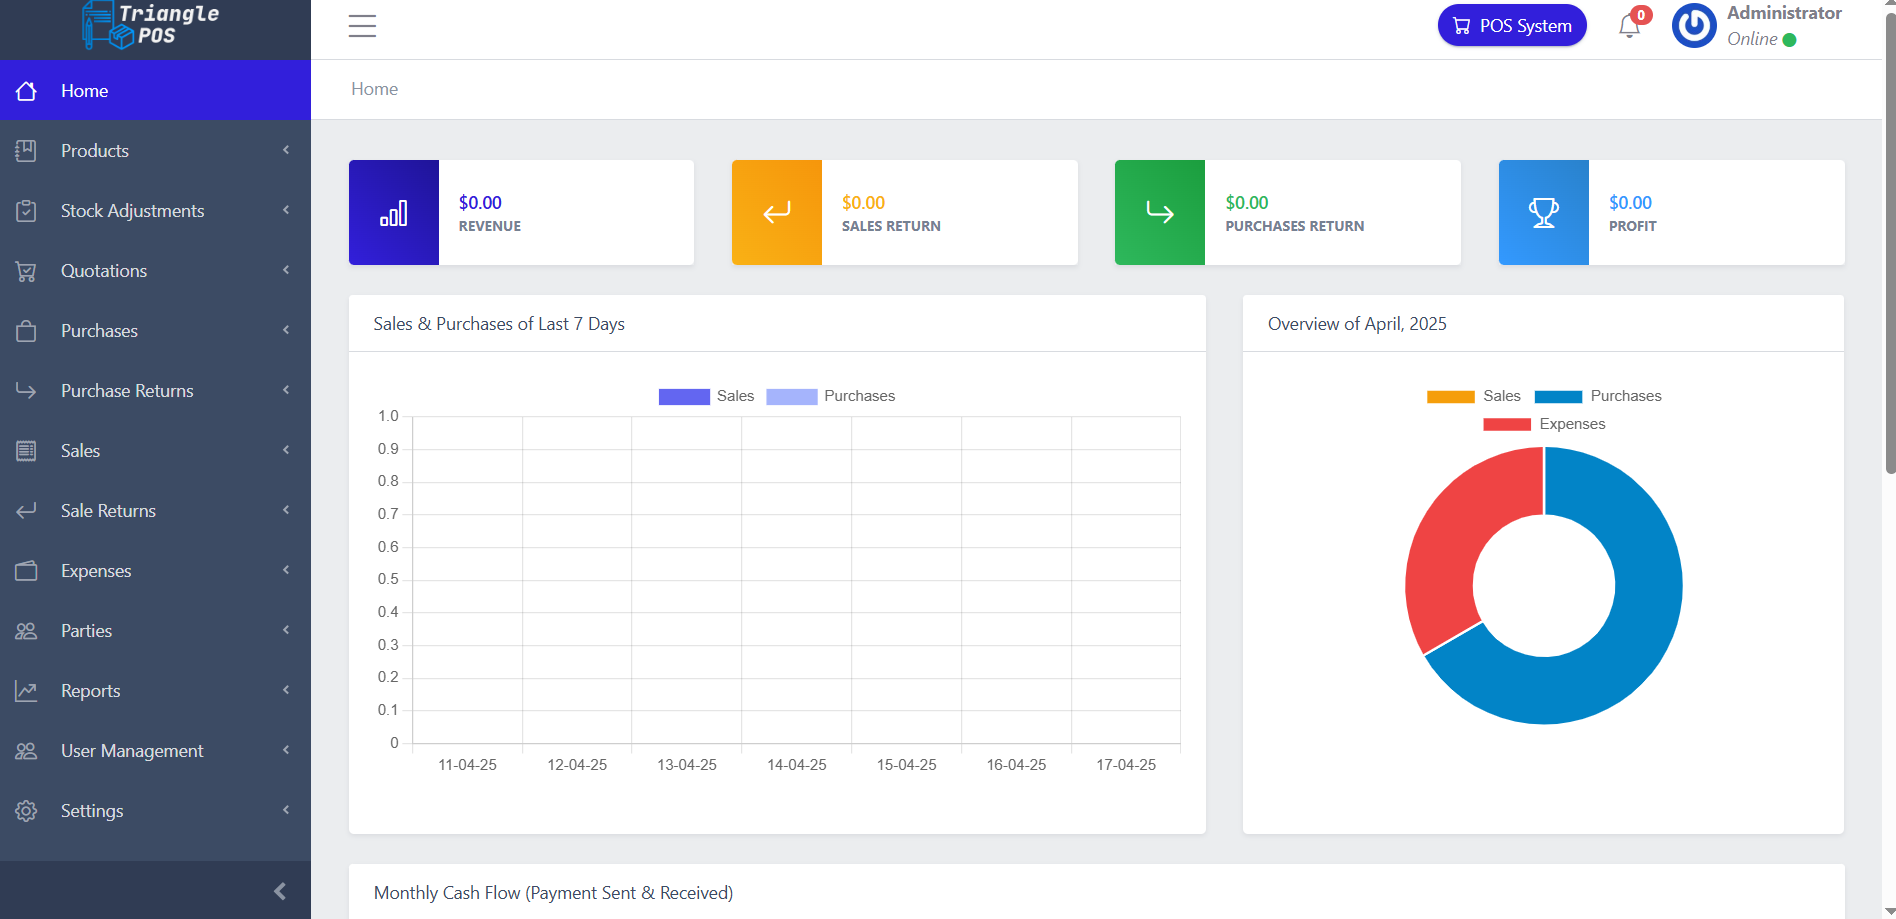 Triangle
POS
POS System
0
Administrator
Online
Home
Products
Stock Adjustments
Quotations
Purchases
Purchase Returns
Sales
Sale Returns
Expenses
Parties
Reports
User Management
Settings
Home
$0.00
REVENUE
$0.00
SALES RETURN
$0.00
PURCHASES RETURN
$0.00
PROFIT
Sales & Purchases of Last 7 Days
Sales Purchases
1.0
0.9
0.8
0.7
0.6
0.5
0.4
0.3
0.2
0.1
0
11-04-25 12-04-25 13-04-25 14-04-25 15-04-25 16-04-25 17-04-25
Overview of April, 2025
Sales Purchases
Expenses
Monthly Cash Flow (Payment Sent & Received)